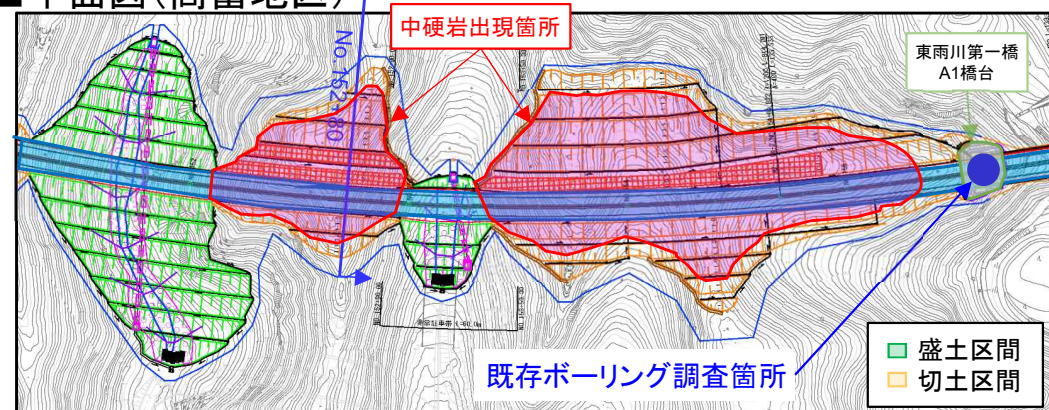 ■平面図(高富地区)
中硬岩出現箇所
No.152+80
東雨川第一橋
A1橋台
既存ボーリング調査箇所
盛土区間
切土区間